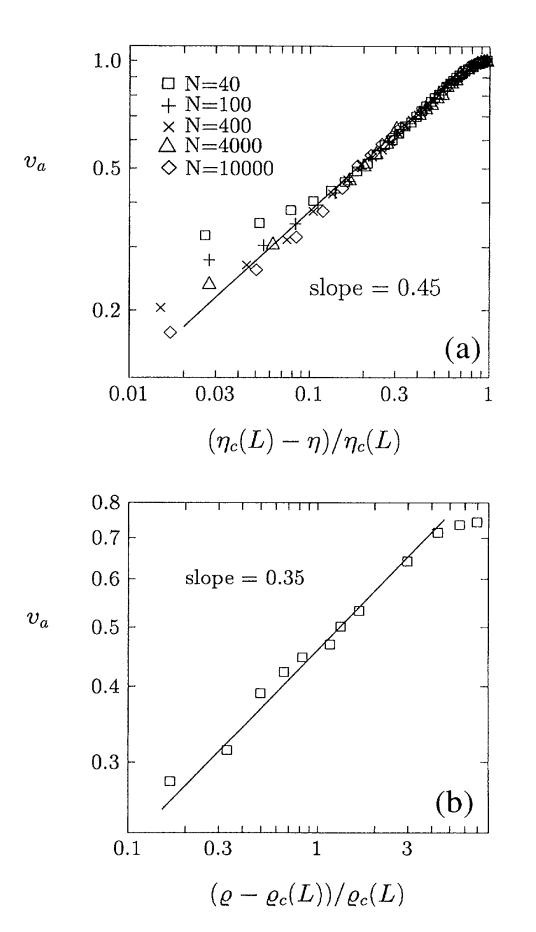 1.0
□ N=40
+ N=100
× N=400
△ N=4000
◇ N=10000
v_a
0.5
0.2
slope = 0.45
(a)
0.01 0.03 0.1 0.3 1
(η_c(L) − η)/η_c(L)
0.8
0.7
0.6
slope = 0.35
v_a
0.5
0.4
0.3
(b)
0.1 0.3 1 3
(ϱ − ϱ_c(L))/ϱ_c(L)